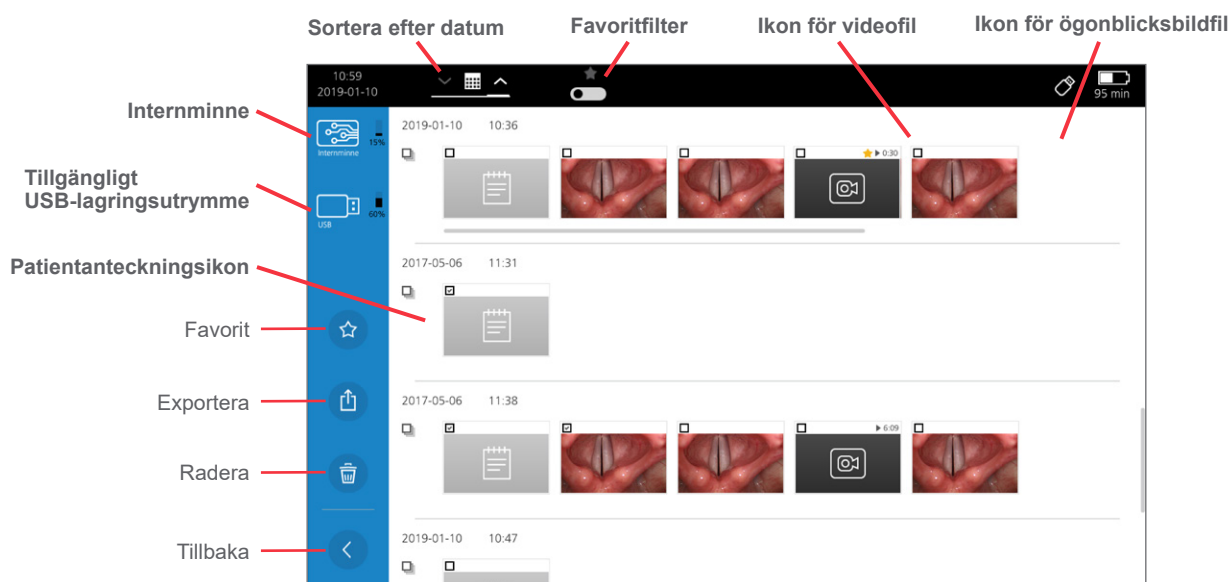 Sortera efter datum
Favoritfilter
Ikon för videofil
Ikon för ögonblicksbildfil
10:59
2019-01-10
95 min
Internminne
Internminne
15%
2019-01-10 10:36
0:30
Tillgängligt
USB-lagringsutrymme
USB
60%
Patientanteckningsikon
2017-05-06 11:31
Favorit
Exportera
2017-05-06 11:38
6:09
Radera
Tillbaka
2019-01-10 10:47